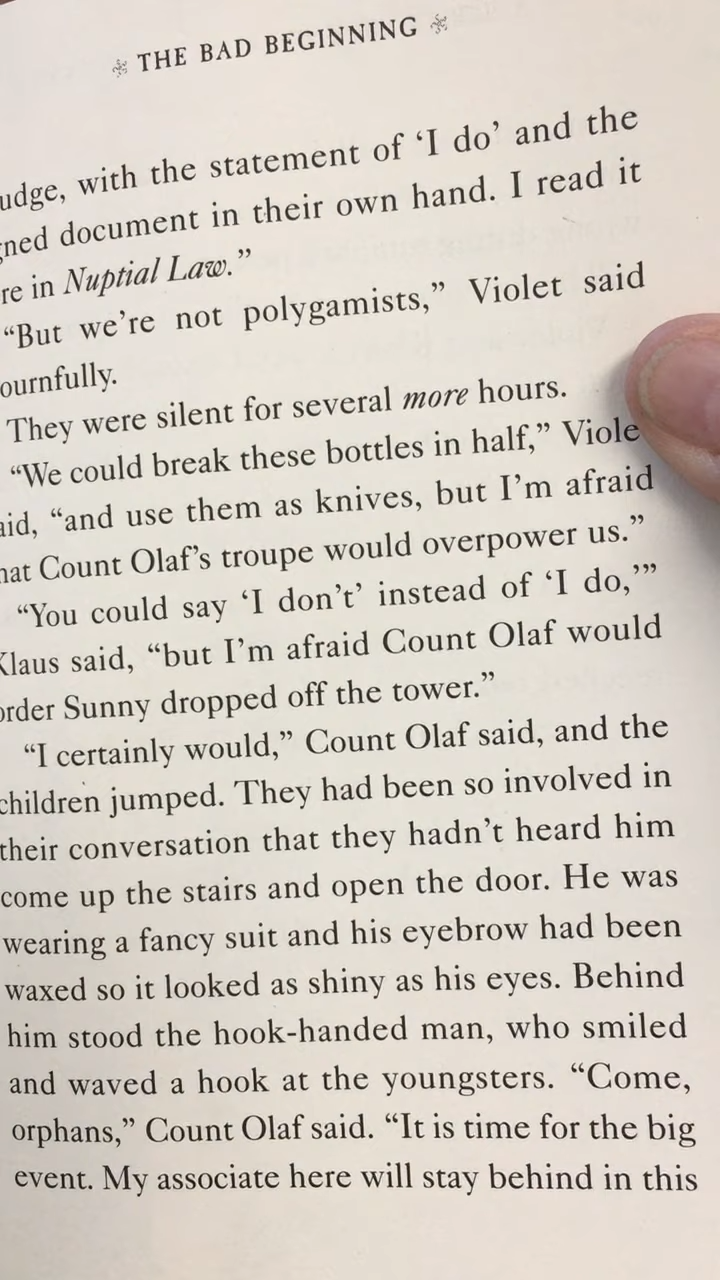 THE BAD BEGINNING
udge, with the statement of ‘I do’ and the
ned document in their own hand. I read it
re in Nuptial Law.”
“But we’re not polygamists,” Violet said
ournfully.
They were silent for several more hours.
“We could break these bottles in half,” Viole
aid, “and use them as knives, but I’m afraid
hat Count Olaf’s troupe would overpower us.”
“You could say ‘I don’t’ instead of ‘I do,’”
Klaus said, “but I’m afraid Count Olaf would
order Sunny dropped off the tower.”
“I certainly would,” Count Olaf said, and the
children jumped. They had been so involved in
their conversation that they hadn’t heard him
come up the stairs and open the door. He was
wearing a fancy suit and his eyebrow had been
waxed so it looked as shiny as his eyes. Behind
him stood the hook-handed man, who smiled
and waved a hook at the youngsters. “Come,
orphans,” Count Olaf said. “It is time for the big
event. My associate here will stay behind in this